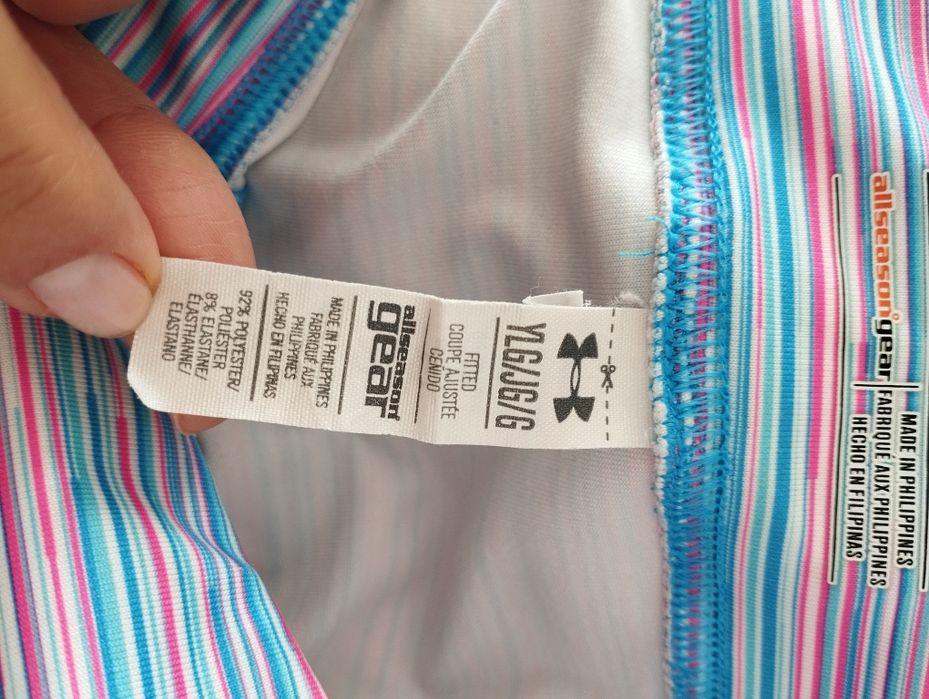 YLG/JG/G
FITTED
COUPE AJUSTÉE
CEÑIDO
allseason
gear
MADE IN PHILIPPINES
FABRIQUÉ AUX
PHILIPPINES
HECHO EN FILIPINAS
92% POLYESTER/
POLIÉSTER
8% ELASTANE/
ÉLASTHANNE/
ELASTANO
allseasongear
MADE IN PHILIPPINES
FABRIQUÉ AUX PHILIPPINES
HECHO EN FILIPINAS